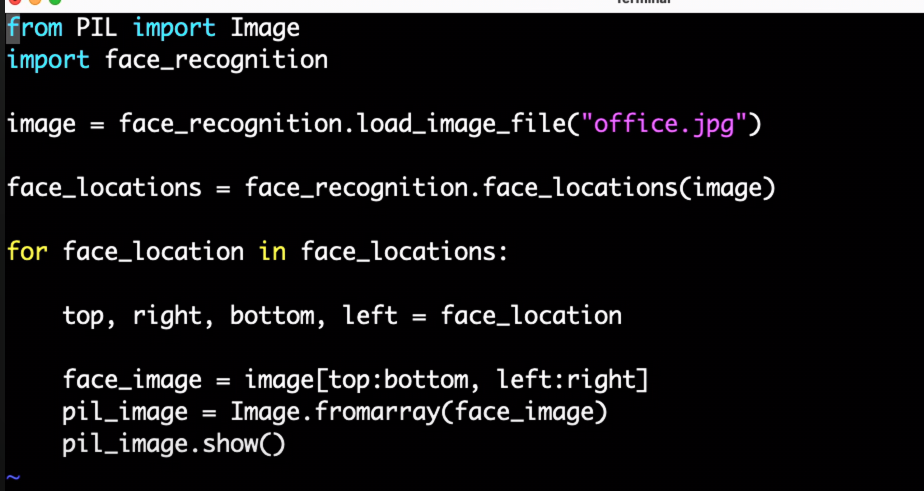 Terminal
from PIL import Image
import face_recognition
image = face_recognition.load_image_file("office.jpg")
face_locations = face_recognition.face_locations(image)
for face_location in face_locations:
top, right, bottom, left = face_location
face_image = image[top:bottom, left:right]
pil_image = Image.fromarray(face_image)
pil_image.show()
~